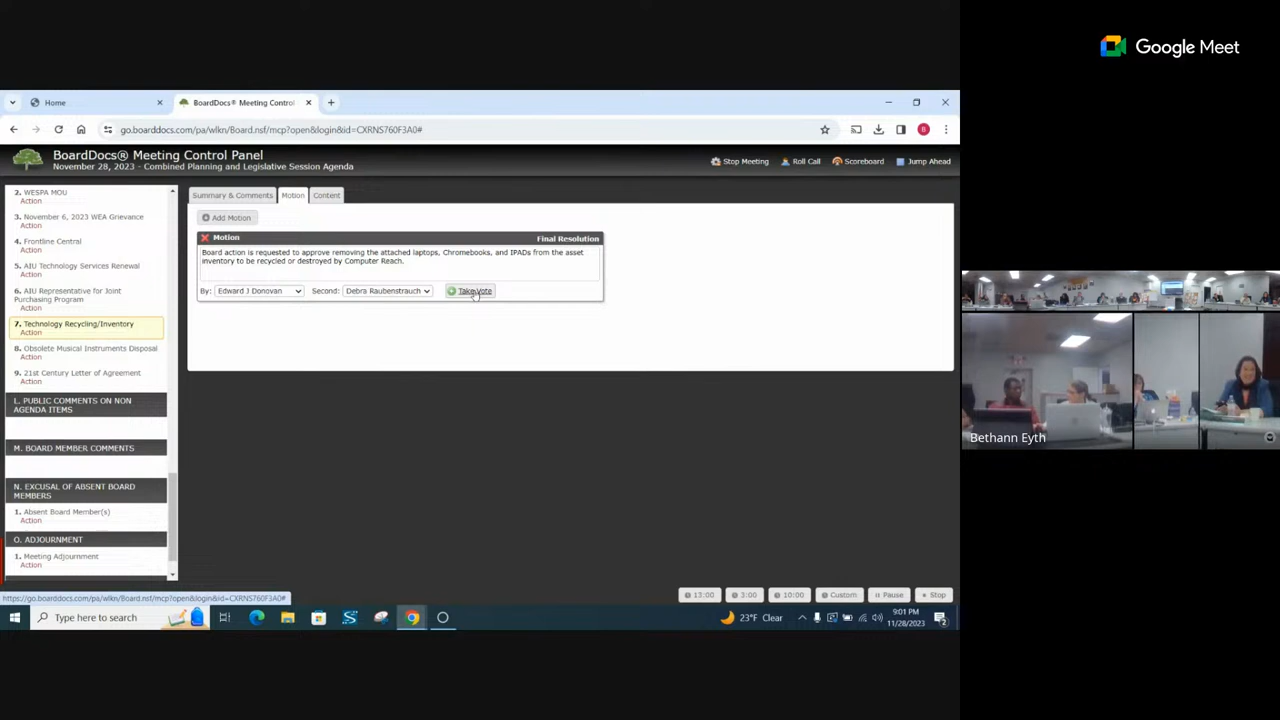 Google Meet
Home
BoardDocs® Meeting Control
go.boarddocs.com/pa/wlkn/Board.nsf/mcp?open&login&id=CXRNS760F3A0#
BoardDocs® Meeting Control Panel
November 28, 2023 - Combined Planning and Legislative Session Agenda
Stop Meeting
Roll Call
Scoreboard
Jump Ahead
2. WESPA MOU
Action
3. November 6, 2023 WEA Grievance
Action
4. Frontline Central
Action
5. AIU Technology Services Renewal
Action
6. AIU Representative for Joint
Purchasing Program
Action
7. Technology Recycling/Inventory
Action
8. Obsolete Musical Instruments Disposal
Action
9. 21st Century Letter of Agreement
Action
L. PUBLIC COMMENTS ON NON
AGENDA ITEMS
M. BOARD MEMBER COMMENTS
N. EXCUSAL OF ABSENT BOARD
MEMBERS
1. Absent Board Member(s)
Action
O. ADJOURNMENT
1. Meeting Adjournment
Action
Summary & Comments
Motion
Content
Add Motion
Motion
Final Resolution
Board action is requested to approve removing the attached laptops, Chromebooks, and IPADs from the asset
inventory to be recycled or destroyed by Computer Reach.
By: Edward J Donovan
Second: Debra Raubenstrauch
Take Vote
Bethann Eyth
https://go.boarddocs.com/pa/wlkn/Board.nsf/mcp?open&login&id=CXRNS760F3A0#
13:00
3:00
10:00
Custom
Pause
Stop
Type here to search
23°F Clear
9:01 PM
11/28/2023
2